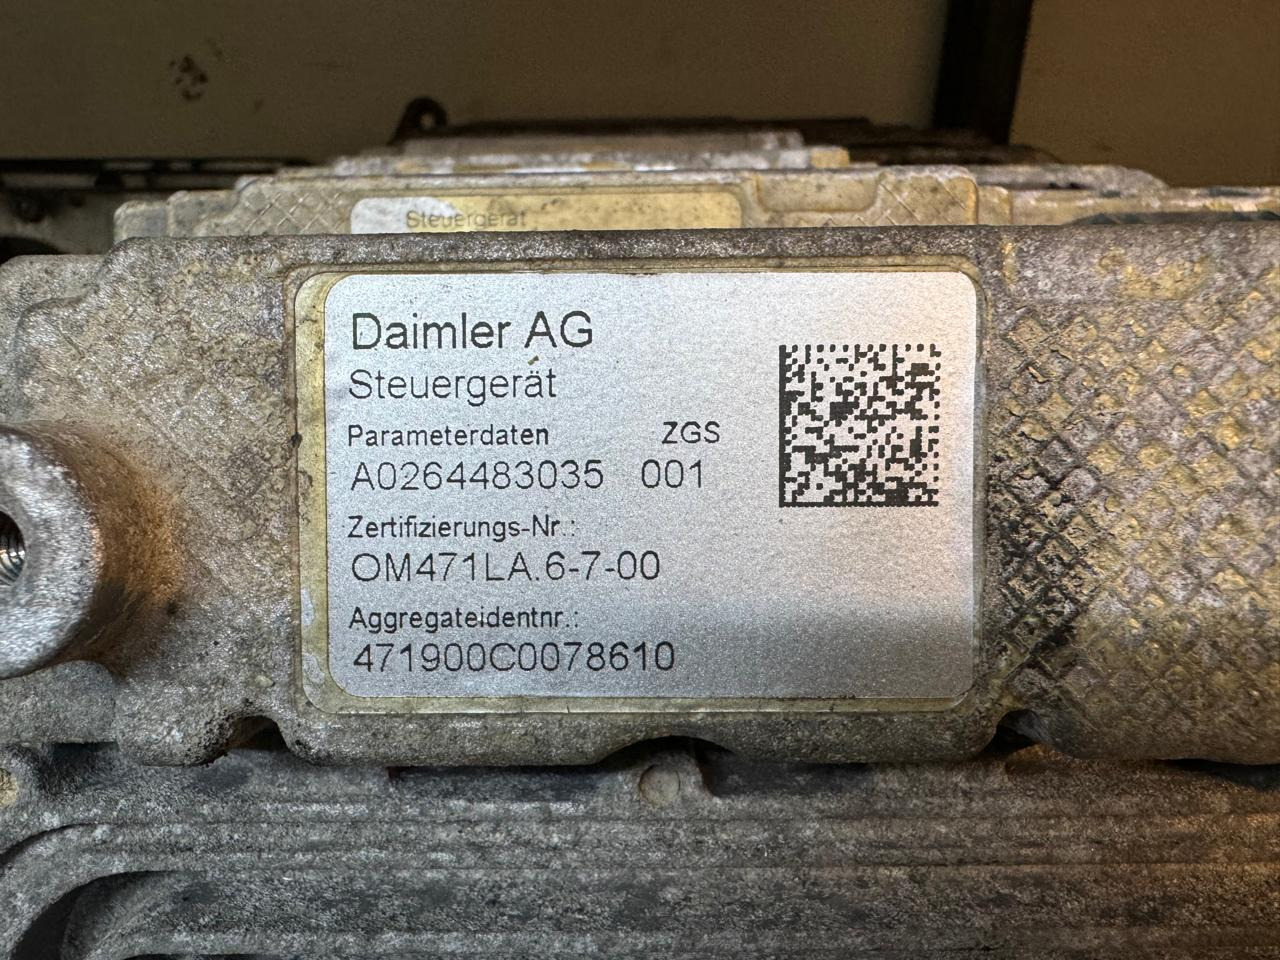 Steuergerät
Daimler AG
Steuergerät
Parameterdaten ZGS
A0264483035 001
Zertifizierungs-Nr.:
OM471LA.6-7-00
Aggregateidentnr.:
471900C0078610